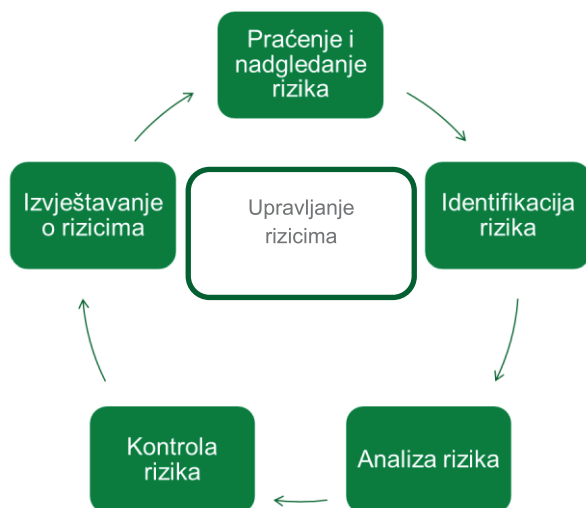 Praćenje i
nadgledanje
rizika
Izvještavanje
o rizicima
Upravljanje
rizicima
Identifikacija
rizika
Kontrola
rizika
Analiza rizika